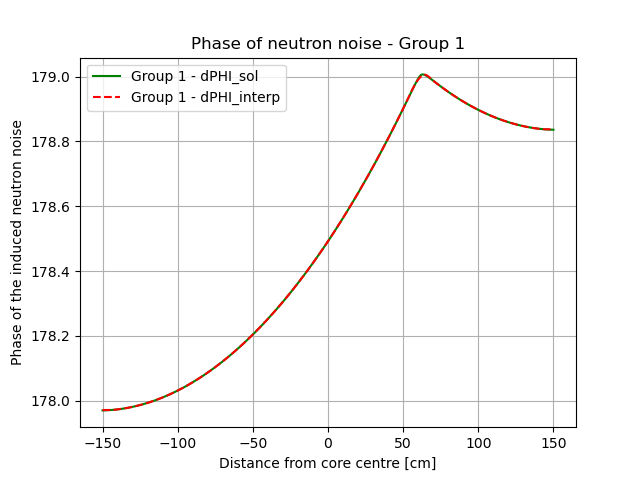 Phase of neutron noise - Group 1
Group 1 - dPHI_sol
Group 1 - dPHI_interp
Phase of the induced neutron noise
179.0
178.8
178.6
178.4
178.2
178.0
−150
−100
−50
0
50
100
150
Distance from core centre [cm]